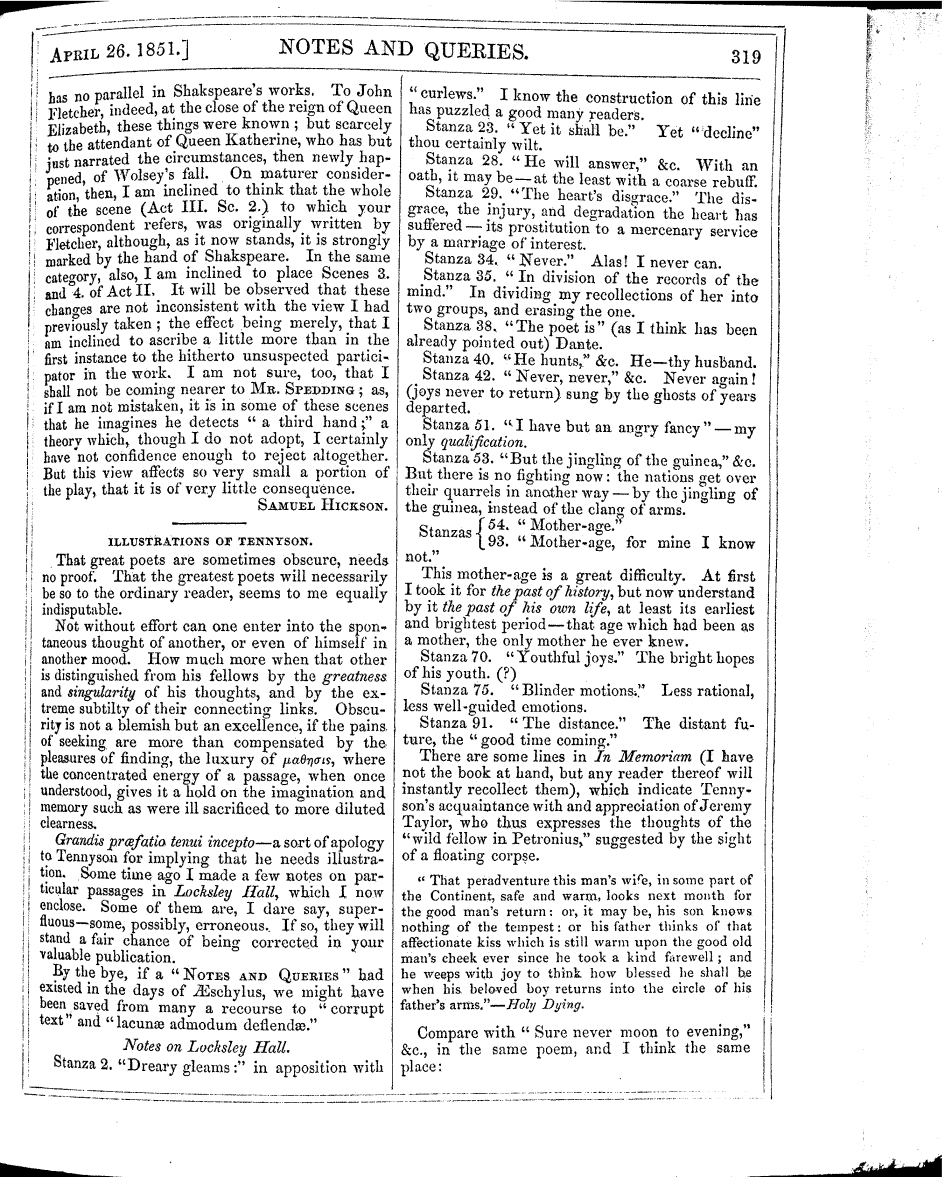 APRIL 26. 1851.] NOTES AND QUERIES. 319
has no parallel in Shakspeare's works. To John
Fletcher, indeed, at the close of the reign of Queen
Elizabeth, these things were known; but scarcely
to the attendant of Queen Katherine, who has but
just narrated the circumstances, then newly hap-
pened, of Wolsey's fall. On maturer consider-
ation, then, I am inclined to think that the whole
of the scene (Act III. Sc. 2.) to which your
correspondent refers, was originally written by
Fletcher, although, as it now stands, it is strongly
marked by the hand of Shakspeare. In the same
category, also, I am inclined to place Scenes 3.
and 4. of Act II. It will be observed that these
changes are not inconsistent with the view I had
previously taken; the effect being merely, that I
am inclined to ascribe a little more than in the
first instance to the hitherto unsuspected partici-
pator in the work. I am not sure, too, that I
shall not be coming nearer to MR. SPEDDING; as,
if I am not mistaken, it is in some of these scenes
that he imagines he detects "a third hand;" a
theory which, though I do not adopt, I certainly
have not confidence enough to reject altogether.
But this view affects so very small a portion of
the play, that it is of very little consequence.
SAMUEL HICKSON.
ILLUSTRATIONS OF TENNYSON.
That great poets are sometimes obscure, needs
no proof. That the greatest poets will necessarily
be so to the ordinary reader, seems to me equally
indisputable.
Not without effort can one enter into the spon-
taneous thought of another, or even of himself in
another mood. How much more when that other
is distinguished from his fellows by the greatness
and singularity of his thoughts, and by the ex-
treme subtilty of their connecting links. Obscu-
rity is not a blemish but an excellence, if the pains
of seeking are more than compensated by the
pleasures of finding, the luxury of μαθησις, where
the concentrated energy of a passage, when once
understood, gives it a hold on the imagination and
memory such as were ill sacrificed to more diluted
clearness.
Grandis præfatio tenui incepto—a sort of apology
to Tennyson for implying that he needs illustra-
tion. Some time ago I made a few notes on par-
ticular passages in Locksley Hall, which I now
enclose. Some of them are, I dare say, super-
fluous—some, possibly, erroneous. If so, they will
stand a fair chance of being corrected in your
valuable publication.
By the bye, if a "NOTES AND QUERIES" had
existed in the days of Æschylus, we might have
been saved from many a recourse to "corrupt
text" and "lacunæ admodum deflendæ."
Notes on Locksley Hall.
Stanza 2. "Dreary gleams:" in apposition with
"curlews." I know the construction of this line
has puzzled a good many readers.
Stanza 23. "Yet it shall be." Yet "decline"
thou certainly wilt.
Stanza 28. "He will answer," &c. With an
oath, it may be—at the least with a coarse rebuff.
Stanza 29. "The heart's disgrace." The dis-
grace, the injury, and degradation the heart has
suffered—its prostitution to a mercenary service
by a marriage of interest.
Stanza 34. "Never." Alas! I never can.
Stanza 35. "In division of the records of the
mind." In dividing my recollections of her into
two groups, and erasing the one.
Stanza 38. "The poet is" (as I think has been
already pointed out) Dante.
Stanza 40. "He hunts," &c. He—thy husband.
Stanza 42. "Never, never," &c. Never again!
(joys never to return) sung by the ghosts of years
departed.
Stanza 51. "I have but an angry fancy"—my
only qualification.
Stanza 53. "But the jingling of the guinea," &c.
But there is no fighting now: the nations get over
their quarrels in another way—by the jingling of
the guinea, instead of the clang of arms.
Stanzas { 54. "Mother-age."
93. "Mother-age, for mine I know
not."
This mother-age is a great difficulty. At first
I took it for the past of history, but now understand
by it the past of his own life, at least its earliest
and brightest period—that age which had been as
a mother, the only mother he ever knew.
Stanza 70. "Youthful joys." The bright hopes
of his youth. (?)
Stanza 75. "Blinder motions." Less rational,
less well-guided emotions.
Stanza 91. "The distance." The distant fu-
ture, the "good time coming."
There are some lines in In Memoriam (I have
not the book at hand, but any reader thereof will
instantly recollect them), which indicate Tenny-
son's acquaintance with and appreciation of Jeremy
Taylor, who thus expresses the thoughts of the
"wild fellow in Petronius," suggested by the sight
of a floating corpse.
"That peradventure this man's wife, in some part of
the Continent, safe and warm, looks next month for
the good man's return: or, it may be, his son knows
nothing of the tempest: or his father thinks of that
affectionate kiss which is still warm upon the good old
man's cheek ever since he took a kind farewell; and
he weeps with joy to think how blessed he shall be
when his beloved boy returns into the circle of his
father's arms."—Holy Dying.
Compare with "Sure never moon to evening,"
&c., in the same poem, and I think the same
place: